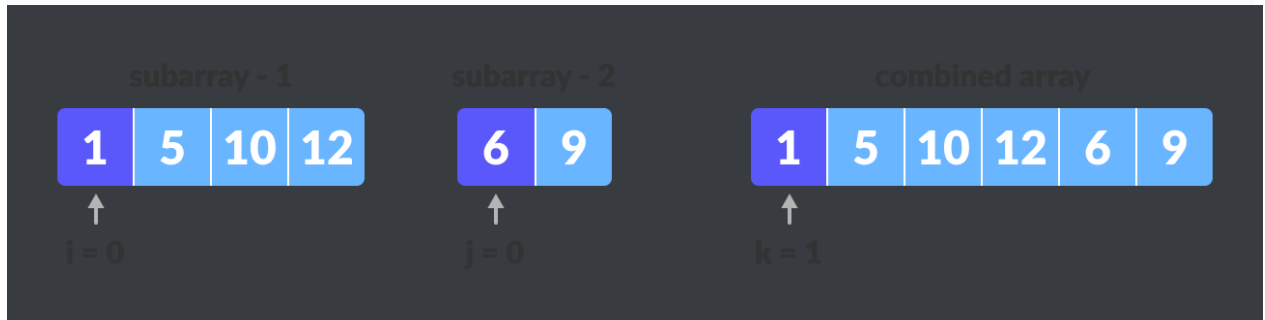 subarray - 1 subarray - 2 combined array
1 5 10 12 6 9 1 5 10 12 6 9
i = 0 j = 0 k = 1